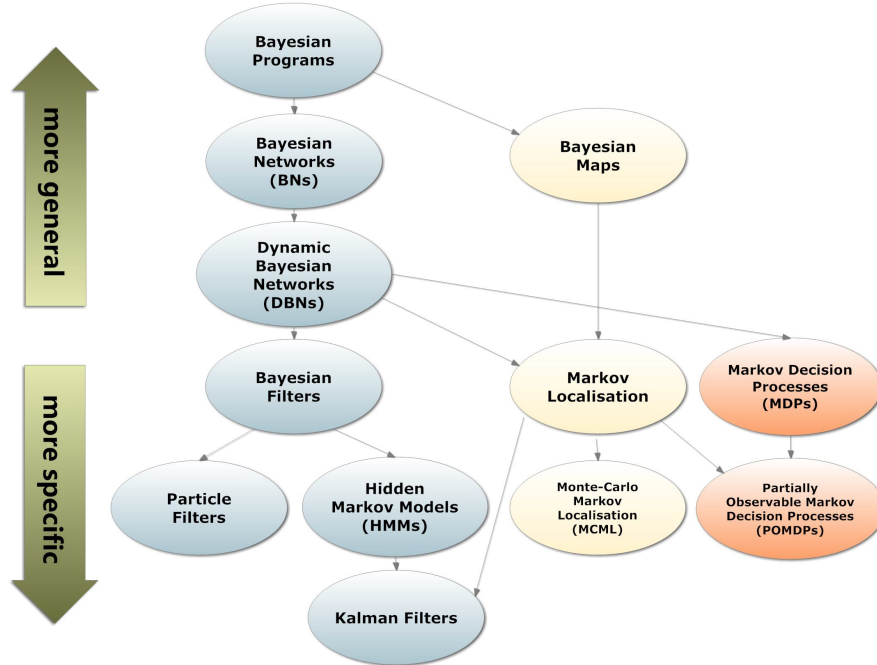 more general
more specific
Bayesian
Programs
Bayesian
Networks
(BNs)
Bayesian
Maps
Dynamic
Bayesian
Networks
(DBNs)
Bayesian
Filters
Markov
Localisation
Markov Decision
Processes
(MDPs)
Particle
Filters
Hidden
Markov Models
(HMMs)
Monte-Carlo
Markov
Localisation
(MCML)
Partially
Observable Markov
Decision Processes
(POMDPs)
Kalman Filters